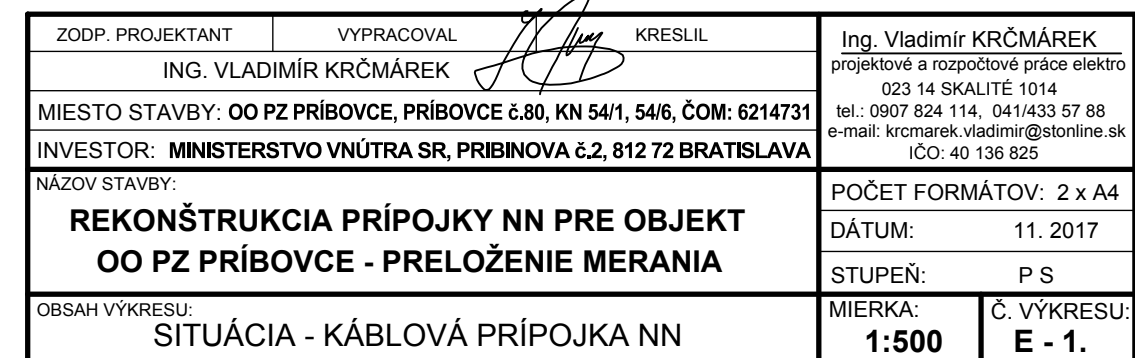 ZODP. PROJEKTANT VYPRACOVAL KRESLIL
ING. VLADIMÍR KRČMÁREK
MIESTO STAVBY: OO PZ PRÍBOVCE, PRÍBOVCE č.80, KN 54/1, 54/6, ČOM: 6214731
INVESTOR: MINISTERSTVO VNÚTRA SR, PRIBINOVA č.2, 812 72 BRATISLAVA
Ing. Vladimír KRČMÁREK
projektové a rozpočtové práce elektro
023 14 SKALITÉ 1014
tel.: 0907 824 114, 041/433 57 88
e-mail: krcmarek.vladimir@stonline.sk
IČO: 40 136 825
NÁZOV STAVBY:
REKONŠTRUKCIA PRÍPOJKY NN PRE OBJEKT
OO PZ PRÍBOVCE - PRELOŽENIE MERANIA
POČET FORMÁTOV: 2 x A4
DÁTUM: 11. 2017
STUPEŇ: P S
OBSAH VÝKRESU:
SITUÁCIA - KÁBLOVÁ PRÍPOJKA NN
MIERKA: Č. VÝKRESU:
1:500 E - 1.